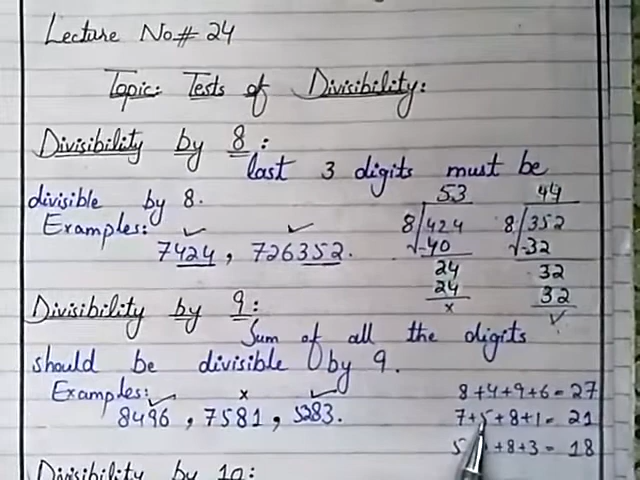 Lecture No# 24
Topic: Tests of Divisibility:
Divisibility by 8:
last 3 digits must be
divisible by 8.
Examples:
7424, 726352.
53
8 424
-40
24
24
x
44
8 352
-32
32
32
✓
Divisibility by 9:
Sum of all the digits
should be divisible by 9.
Examples:
✓ x ✓
8496, 7581, 5283.
8+4+9+6=27
7+5+8+1=21
5 +8+3=18
Divisibility by 10: